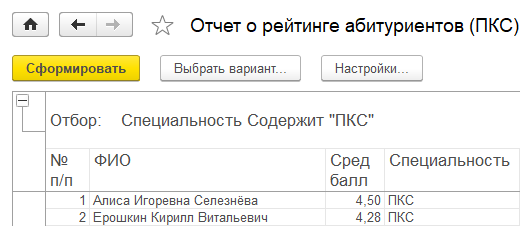 Отчет о рейтинге абитуриентов (ПКС)
Сформировать Выбрать вариант... Настройки...
Отбор: Специальность Содержит "ПКС"
№ ФИО Сред Специальность
п/п балл
1 Алиса Игоревна Селезнёва 4,50 ПКС
2 Ерошкин Кирилл Витальевич 4,28 ПКС